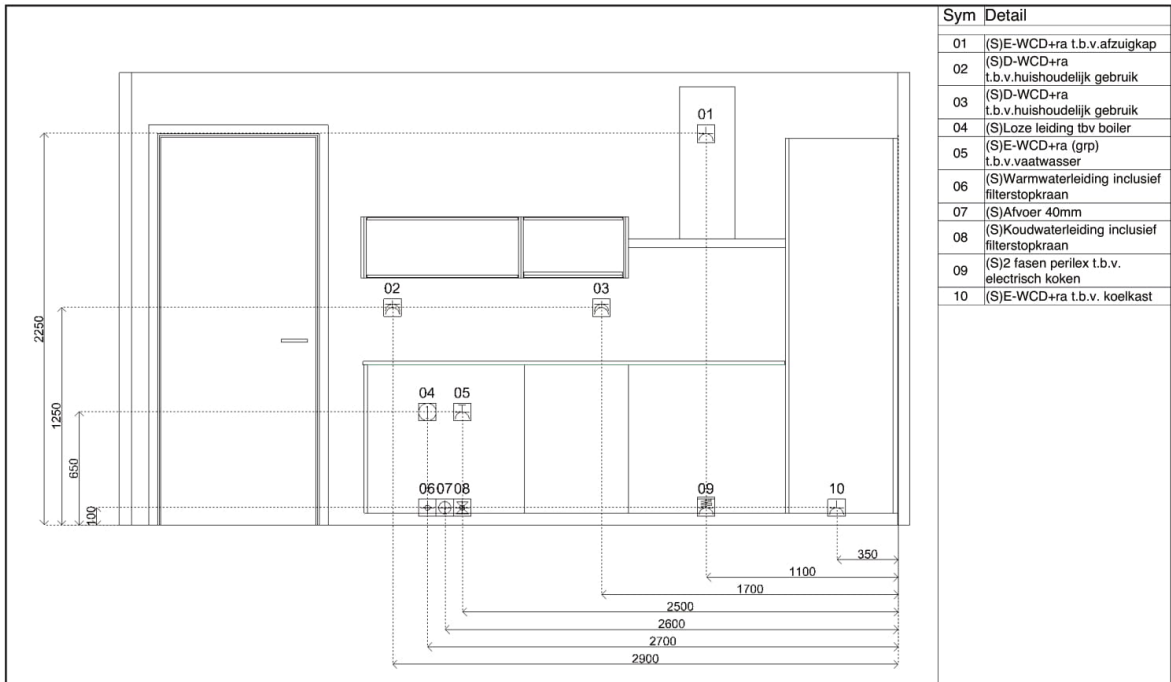 Sym Detail
01 (S)E-WCD+ra t.b.v.afzuigkap
02 (S)D-WCD+ra
t.b.v.huishoudelijk gebruik
03 (S)D-WCD+ra
t.b.v.huishoudelijk gebruik
04 (S)Loze leiding tbv boiler
05 (S)E-WCD+ra (grp)
t.b.v.vaatwasser
06 (S)Warmwaterleiding inclusief
filterstopkraan
07 (S)Afvoer 40mm
08 (S)Koudwaterleiding inclusief
filterstopkraan
09 (S)2 fasen perilex t.b.v.
electrisch koken
10 (S)E-WCD+ra t.b.v. koelkast
01
02 03
04 05
06 07 08 09 10
2250
1250
650
100
350
1100
1700
2500
2600
2700
2900